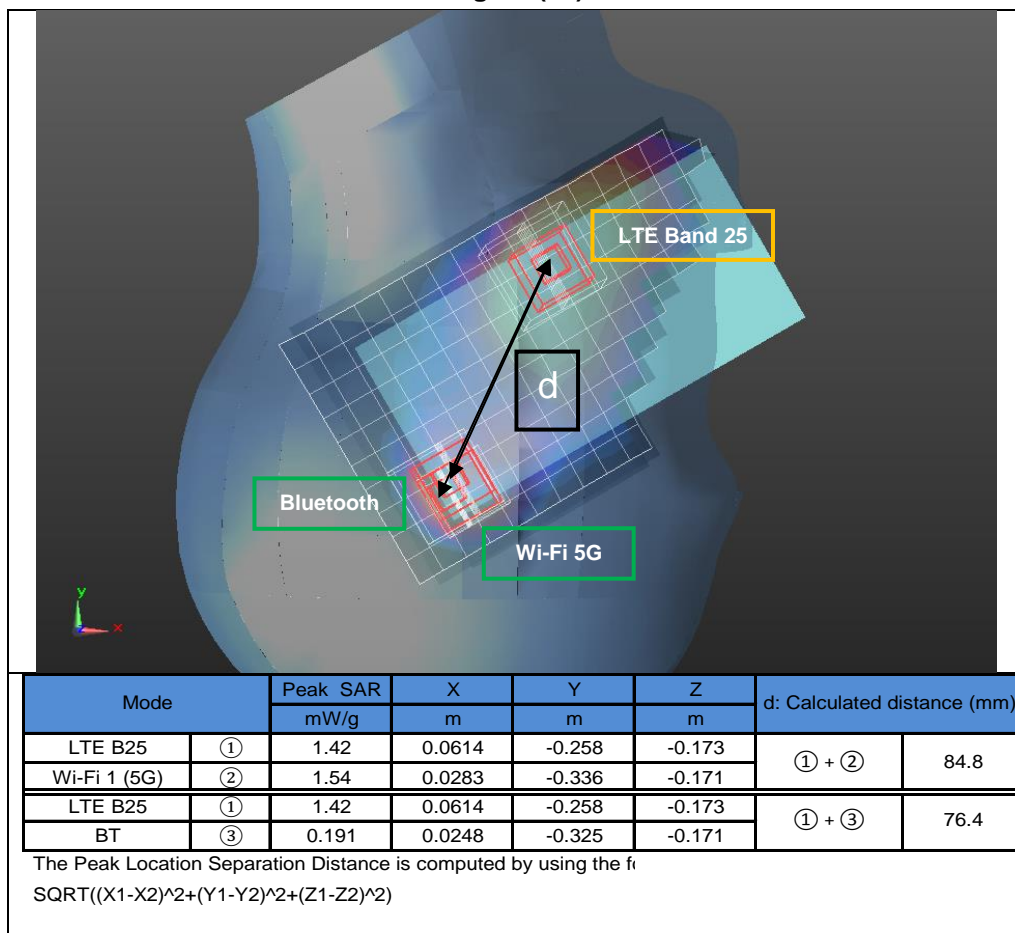 LTE Band 25
d
Bluetooth
Wi-Fi 5G
y
x
Mode Peak SAR X Y Z d: Calculated distance (mm)
mW/g m m m
LTE B25 ① 1.42 0.0614 -0.258 -0.173 ① + ② 84.8
Wi-Fi 1 (5G) ② 1.54 0.0283 -0.336 -0.171
LTE B25 ① 1.42 0.0614 -0.258 -0.173 ① + ③ 76.4
BT ③ 0.191 0.0248 -0.325 -0.171
The Peak Location Separation Distance is computed by using the
SQRT((X1-X2)^2+(Y1-Y2)^2+(Z1-Z2)^2)